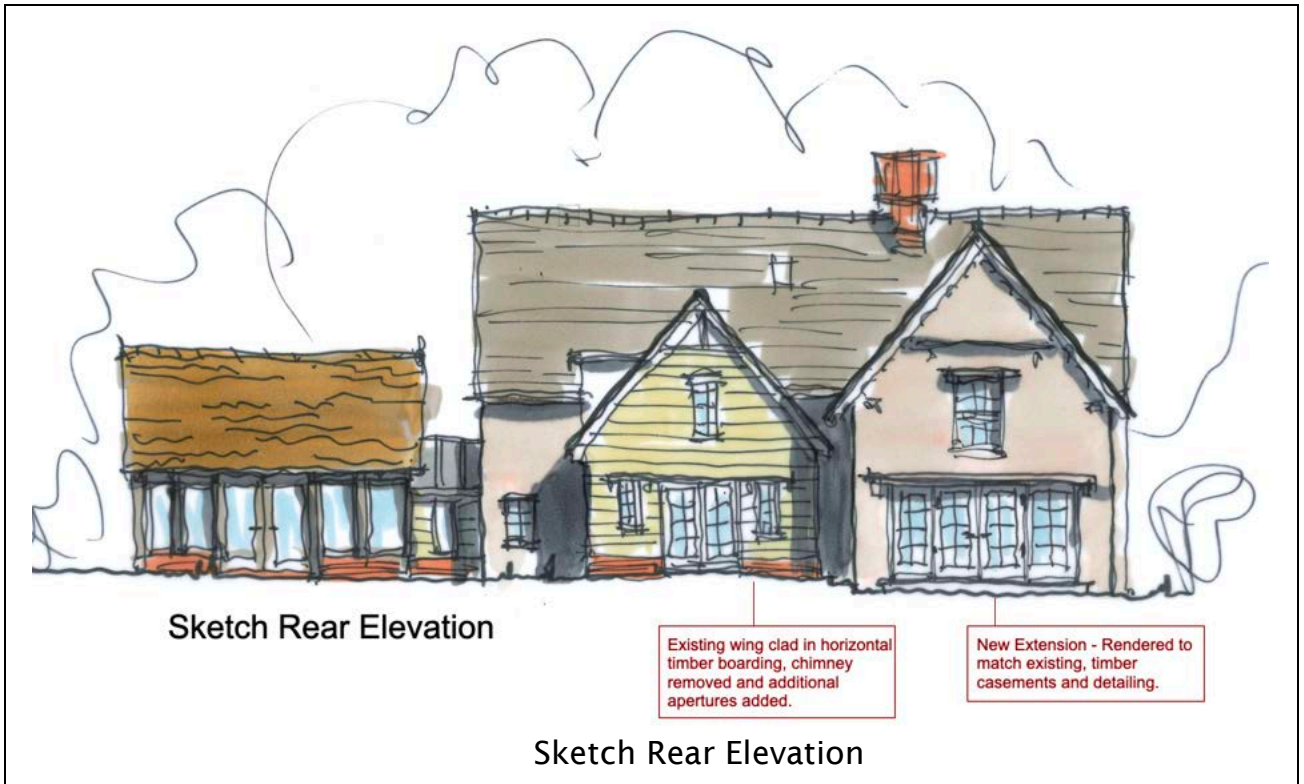 Sketch Rear Elevation
Existing wing clad in horizontal
timber boarding, chimney
removed and additional
apertures added.
New Extension - Rendered to
match existing, timber
casements and detailing.
Sketch Rear Elevation